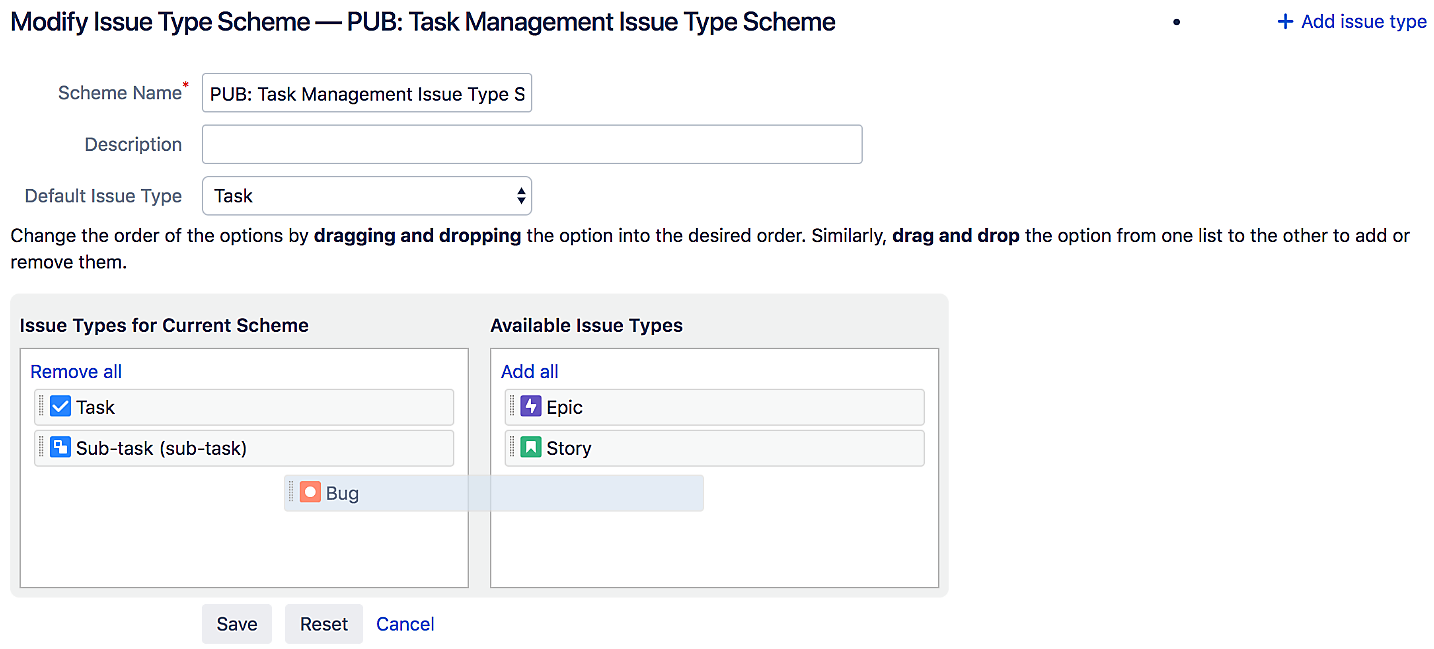 Modify Issue Type Scheme — PUB: Task Management Issue Type Scheme
+ Add issue type
Scheme Name*
PUB: Task Management Issue Type S
Description
Default Issue Type
Task
Change the order of the options by dragging and dropping the option into the desired order. Similarly, drag and drop the option from one list to the other to add or
remove them.
Issue Types for Current Scheme
Remove all
Task
Sub-task (sub-task)
Available Issue Types
Add all
Epic
Story
Bug
Save
Reset
Cancel